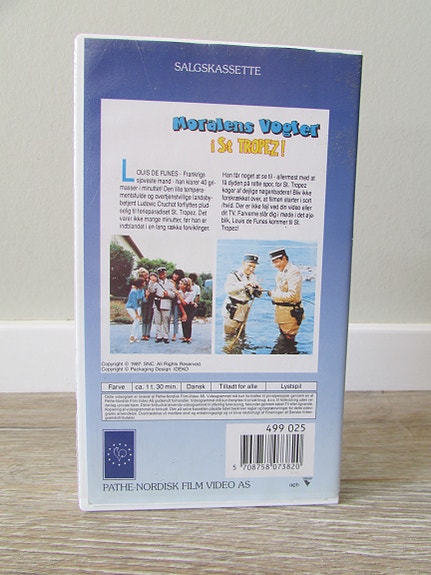 SALGSKASSETTE
Moralens Vogter
i St TROPEZ!
LOUIS DE FUNES - Frankrigs
sjoveste mand - han klarer 40 gri-
masser i minuttet! Den lille tempera-
mentsfulde og overtjenstvillige landsby-
betjent Ludovic Cruchot forflyttes plud
selig til ferieparadiset St. Tropez. Det
varer ikke mange minutter, før han er
indblandet i en lang række forviklinger.
Han får noget at se til - allermest med at
få dyden på rette spor, for St. Tropez
koger af dejlige nøgenbadere! Bliv ikke
forskrækket over, at filmen starter i sort
/hvid. Der er ikke fejl ved din video eller
dit TV. Farverne slår dig i møde i det øje
blik, Louis de Funes kommer til St.
Tropez!
Copyright © 1987: SNC. All Rights Reserved
Copyright © Packaging Design: IDEKO
Farve ca. 1 t. 30 min. Dansk Tilladt for alle Lystspil
499 025
5 708758 073820
PATHE-NORDISK FILM VIDEO AS
ncb